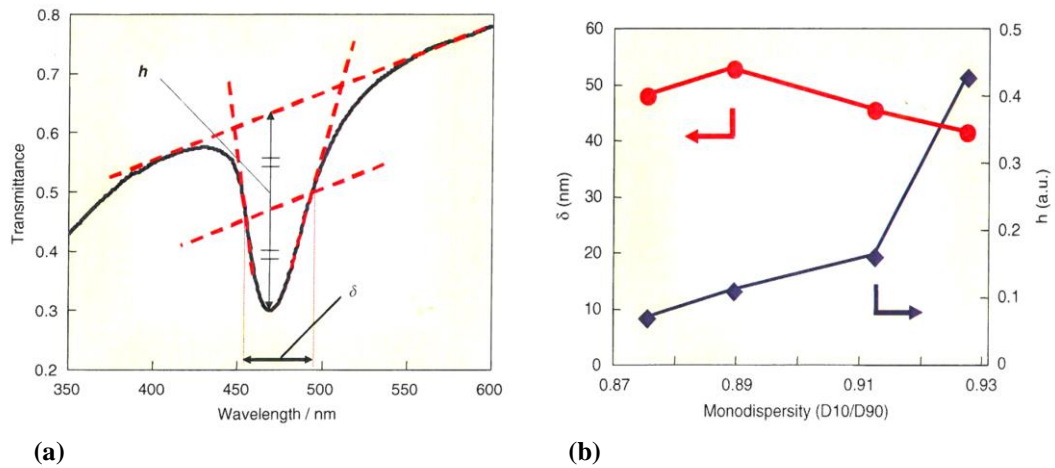 0.8
0.7
0.6
0.5
0.4
0.3
0.2
350 400 450 500 550 600
Transmittance
Wavelength / nm
h
δ
(a)
60
50
40
30
20
10
0
0.5
0.4
0.3
0.2
0.1
0
0.87 0.89 0.91 0.93
δ (nm)
h (a.u.)
Monodispersity (D10/D90)
(b)